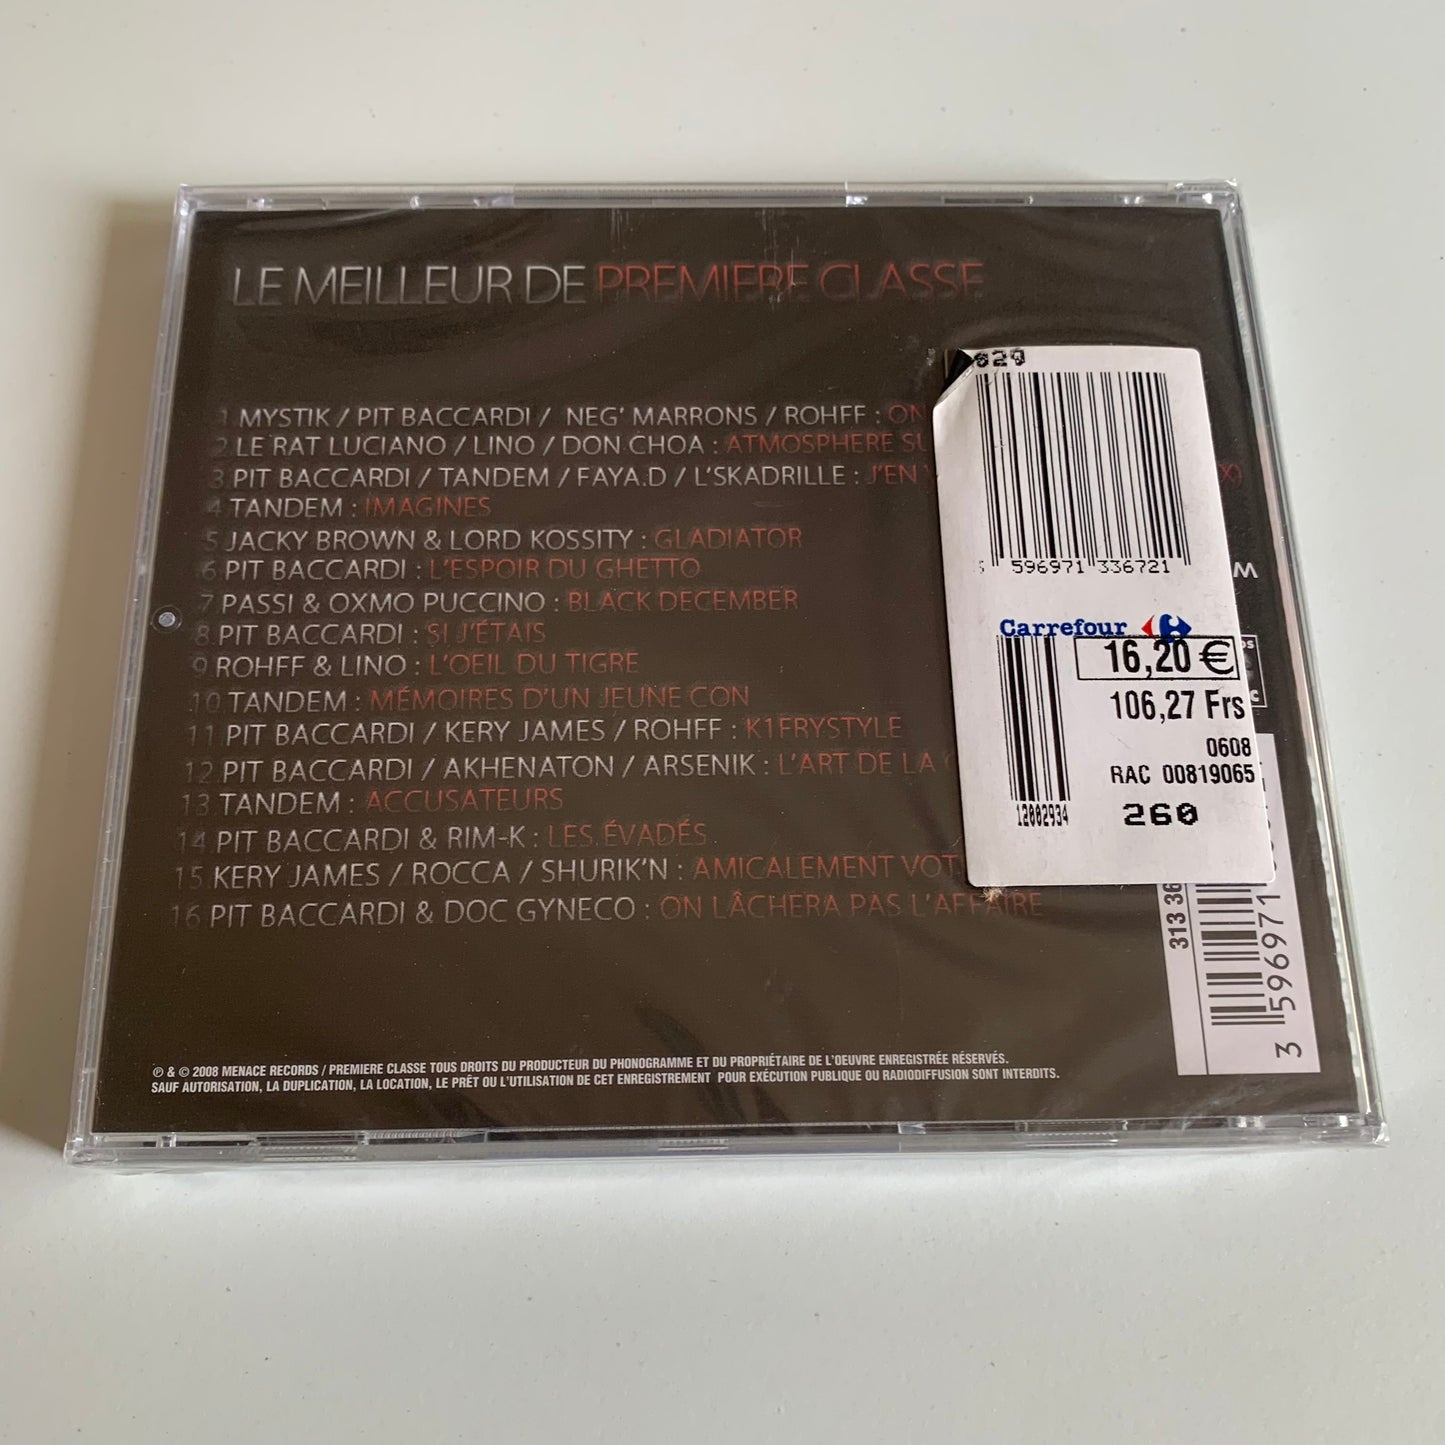 LE MEILLEUR DE PREMIERE CLASSE
1 MYSTIK / PIT BACCARDI / NEG' MARRONS / ROHFF : ON
2 LE RAT LUCIANO / LINO / DON CHOA : ATMOSPHERE SU
3 PIT BACCARDI / TANDEM / FAYA.D / L'SKADRILLE : J'EN X)
4 TANDEM : IMAGINES
5 JACKY BROWN & LORD KOSSITY : GLADIATOR
6 PIT BACCARDI : L'ESPOIR DU GHETTO
7 PASSI & OXMO PUCCINO : BLACK DECEMBER
8 PIT BACCARDI : SI J'ÉTAIS
9 ROHFF & LINO : L'OEIL DU TIGRE
10 TANDEM : MÉMOIRES D'UN JEUNE CON
11 PIT BACCARDI / KERY JAMES / ROHFF : K1FRYSTYLE
12 PIT BACCARDI / AKHENATON / ARSENIK : L'ART DE LA
13 TANDEM : ACCUSATEURS
14 PIT BACCARDI & RIM-K : LES ÉVADÉS
15 KERY JAMES / ROCCA / SHURIK'N : AMICALEMENT VOT
16 PIT BACCARDI & DOC GYNECO : ON LÂCHERA PAS L'AFFAIRE
℗ & © 2008 MENACE RECORDS / PREMIERE CLASSE TOUS DROITS DU PRODUCTEUR DU PHONOGRAMME ET DU PROPRIÉTAIRE DE L'OEUVRE ENREGISTRÉE RÉSERVÉS.
SAUF AUTORISATION, LA DUPLICATION, LA LOCATION, LE PRÊT OU L'UTILISATION DE CET ENREGISTREMENT POUR EXÉCUTION PUBLIQUE OU RADIODIFFUSION SONT INTERDITS.
620
596971 336721
Carrefour
16,20 €
106,27 Frs
0608
RAC 00819065
12002934
260
313 36
3 596971